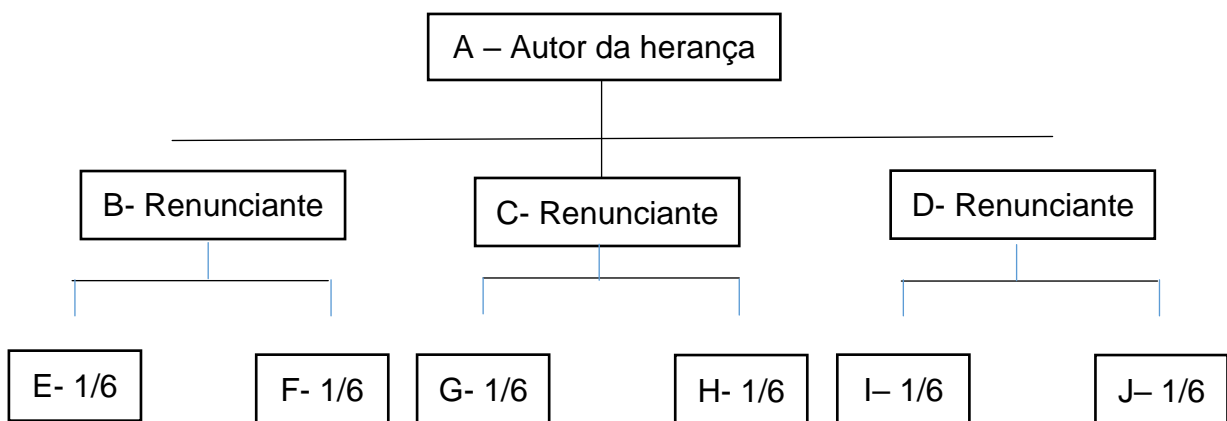 A – Autor da herança
B- Renunciante
C- Renunciante
D- Renunciante
E- 1/6
F- 1/6
G- 1/6
H- 1/6
I– 1/6
J– 1/6